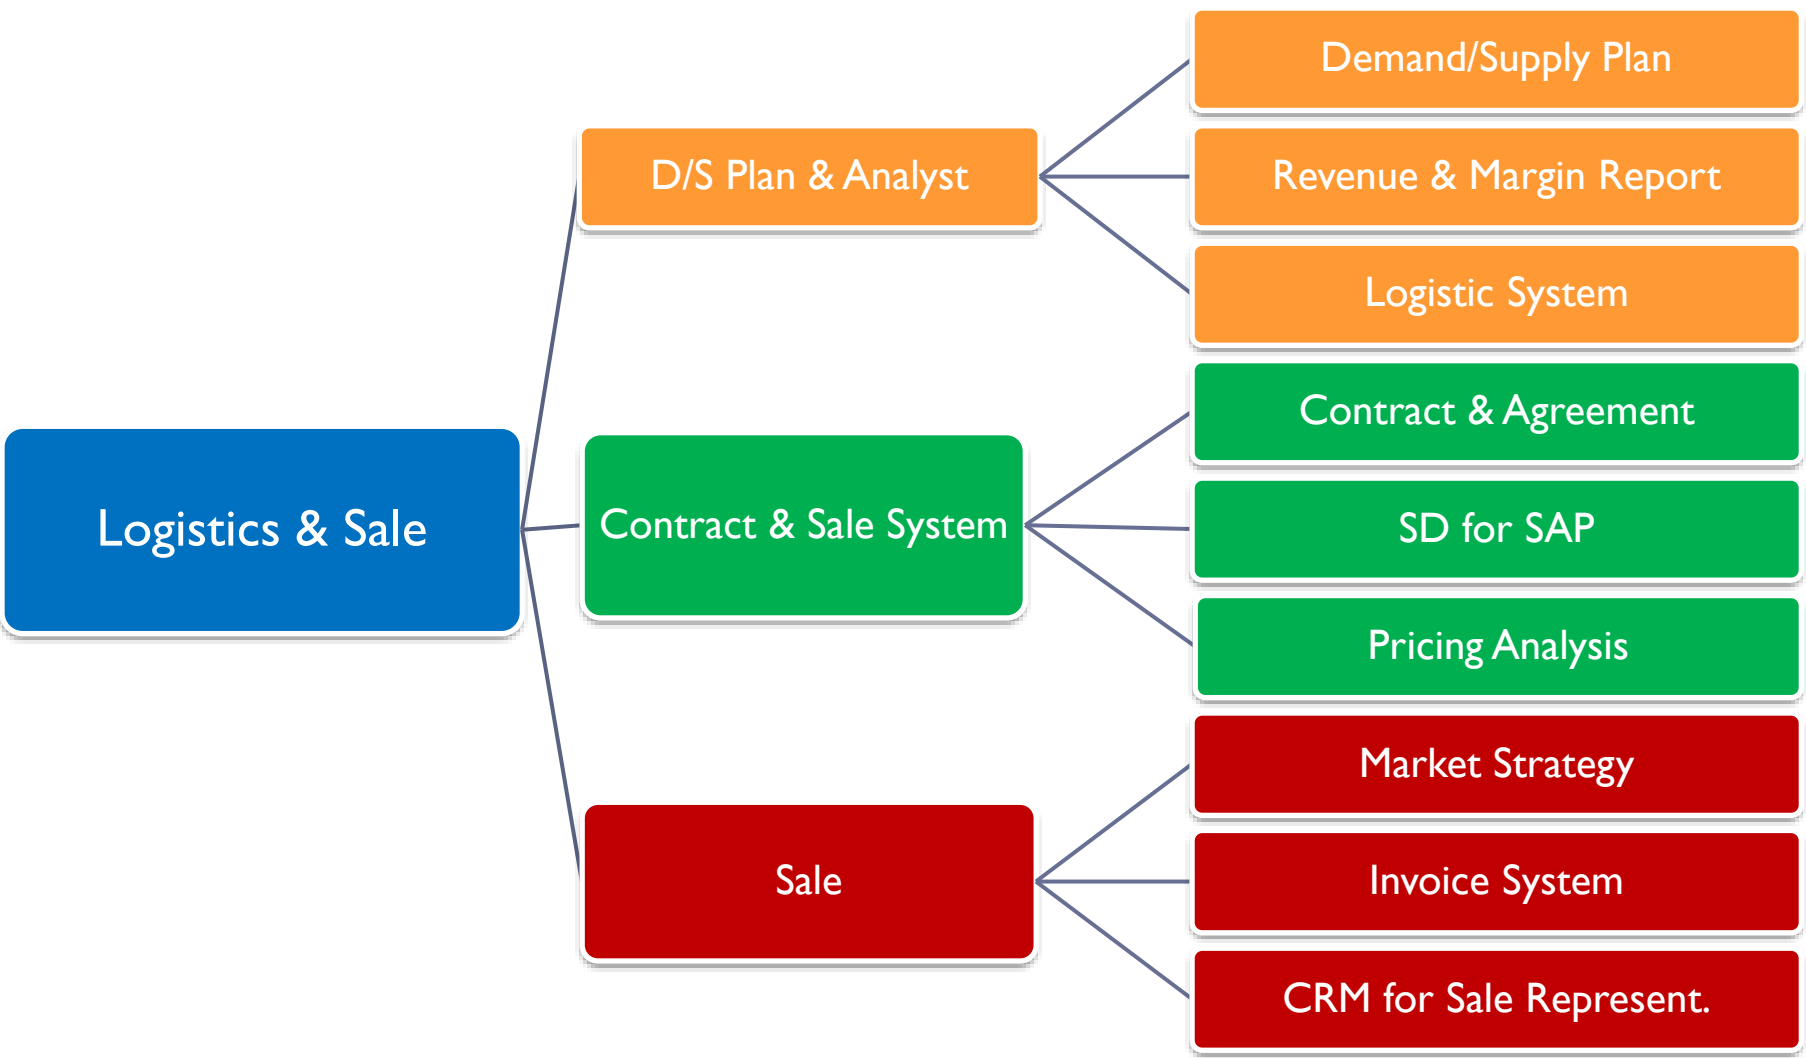 Logistics & Sale
D/S Plan & Analyst
Demand/Supply Plan
Revenue & Margin Report
Logistic System
Contract & Sale System
Contract & Agreement
SD for SAP
Pricing Analysis
Sale
Market Strategy
Invoice System
CRM for Sale Represent.